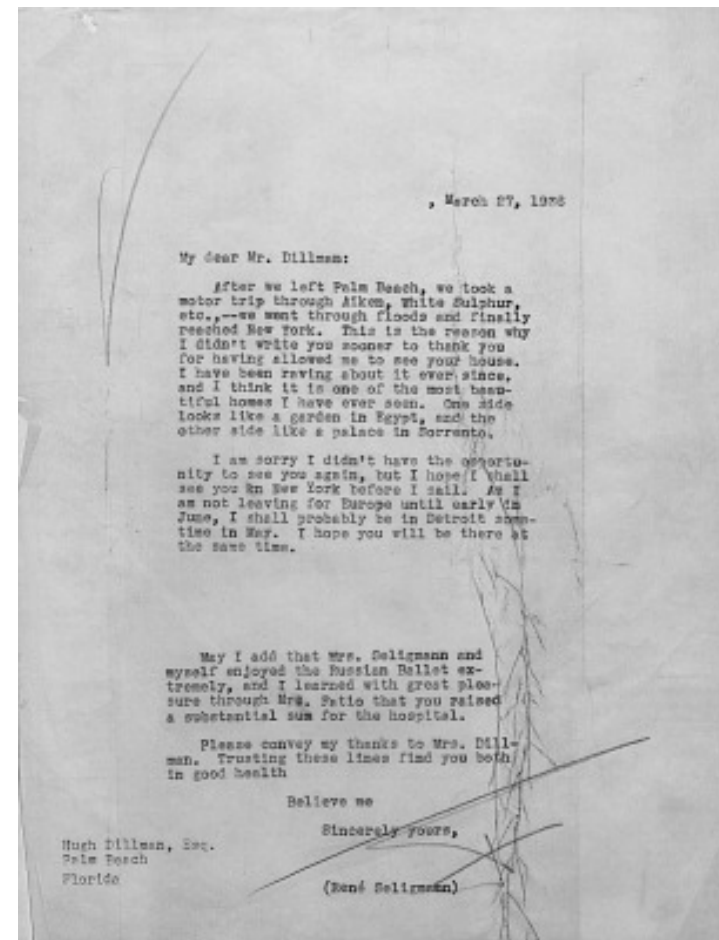 , March 27, 1936
My dear Mr. Dillman:
After we left Palm Beach, we took a
motor trip through Aiken, White Sulphur,
etc.,--we went through floods and finally
reached New York. This is the reason why
I didn't write you sooner to thank you
for having allowed me to see your house.
I have been raving about it ever since,
and I think it is one of the most beau-
tiful homes I have ever seen. One side
looks like a garden in Egypt, and the
other side like a palace in Sorrento.
I am sorry I didn't have the opportu-
nity to see you again, but I hope I shall
see you in New York before I sail. As I
am not leaving for Europe until early in
June, I shall probably be in Detroit some-
time in May. I hope you will be there at
the same time.
May I add that Mrs. Seligmann and
myself enjoyed the Russian Ballet ex-
tremely, and I learned with great plea-
sure through Mrs. Patio that you raised
a substantial sum for the hospital.
Please convey my thanks to Mrs. Dill-
man. Trusting these lines find you both
in good health
Believe me
Sincerely yours,
(René Seligmann)
Hugh Dillman, Esq.
Palm Beach
Florida